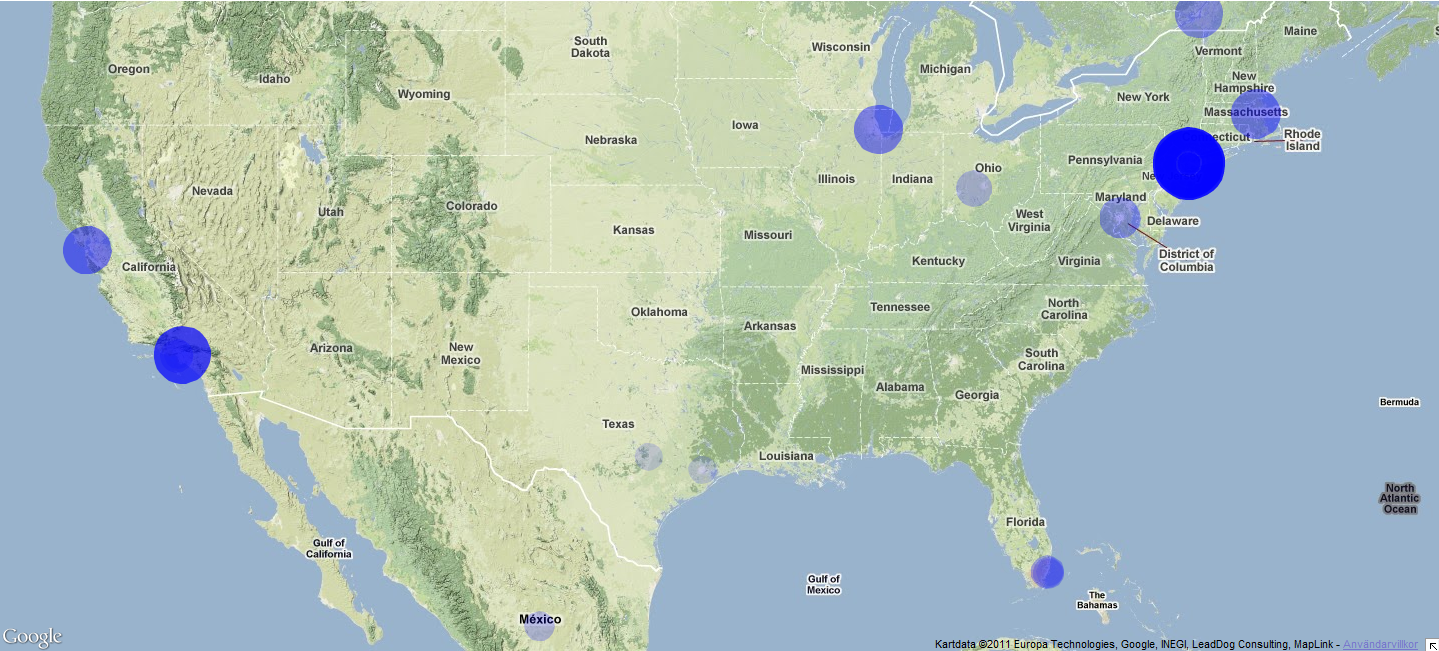 Maine
South
Dakota
Wisconsin
Vermont
Oregon
Idaho
Michigan
New
Hampshire
Wyoming
New York
Massachusetts
Iowa
Nebraska
ecticut
Rhode
Island
Pennsylvania
Ohio
Illinois
Indiana
Ne
Nevada
Maryland
Utah
Colorado
West
Virginia
Delaware
Kansas
Missouri
District of
Columbia
California
Kentucky
Virginia
Oklahoma
Tennessee
North
Carolina
Arkansas
Arizona
New
Mexico
South
Carolina
Mississippi
Alabama
Georgia
Bermuda
Texas
Louisiana
North
Atlantic
Ocean
Florida
Gulf of
California
Gulf of
Mexico
The
Bahamas
México
Google
Kartdata ©2011 Europa Technologies, Google, INEGI, LeadDog Consulting, MapLink - Användarvillkor